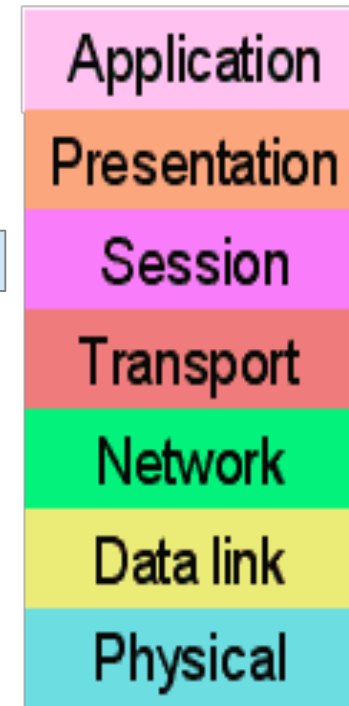 Application
Presentation
Session
Transport
Network
Data link
Physical